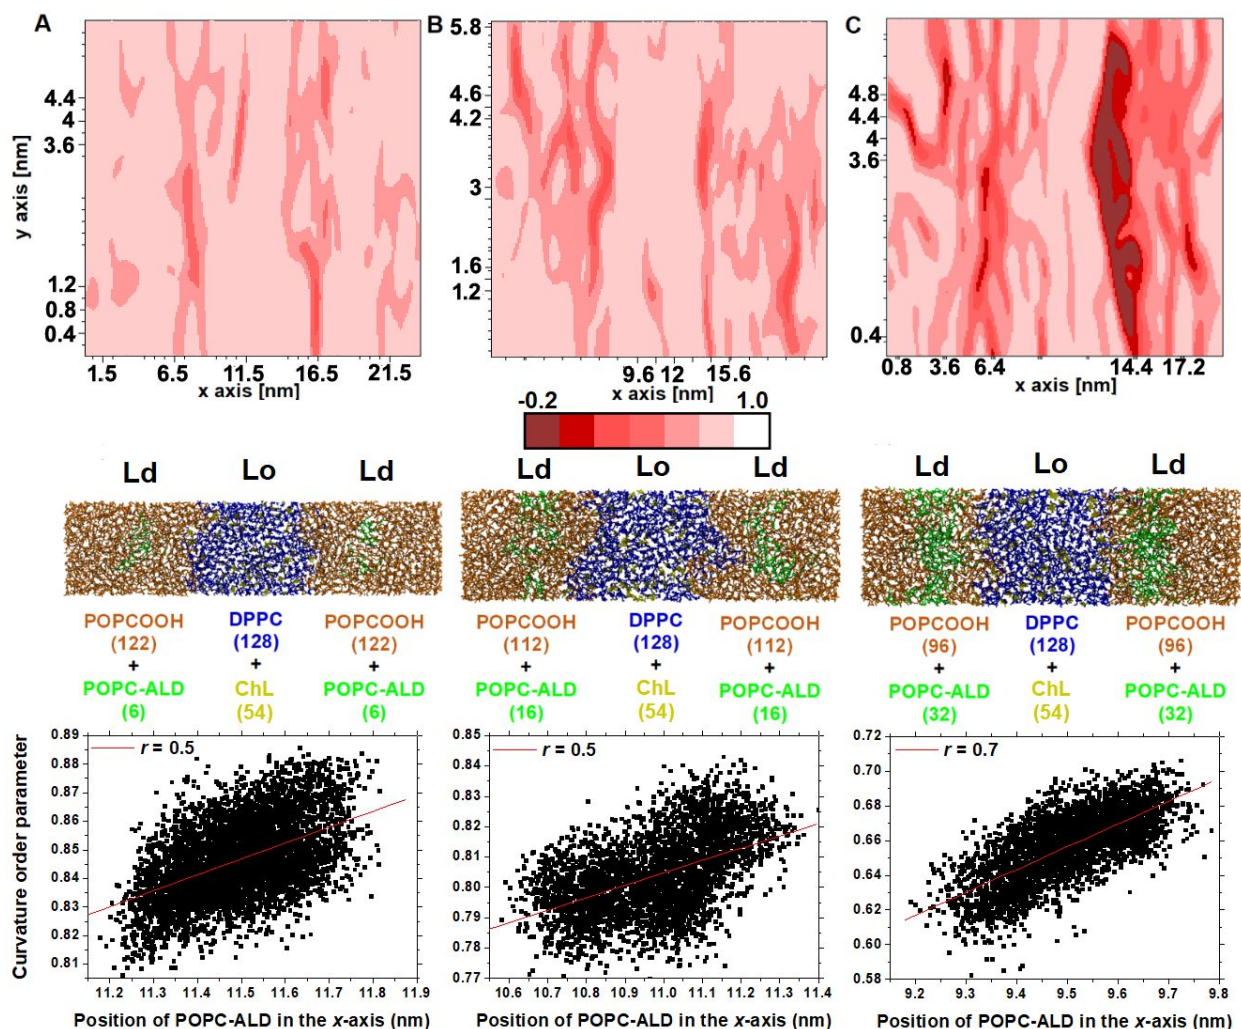 A
B
C
y axis [nm]
4.4
4
3.6
1.2
0.8
0.4
1.5 6.5 11.5 16.5 21.5
x axis [nm]
5.8
4.6
4.2
3
1.6
1.2
9.6 12 15.6
x axis [nm]
4.8
4.4
4
3.6
0.4
0.8 3.6 6.4 14.4 17.2
x axis [nm]
-0.2 1.0
Ld Lo Ld
POPCOOH DPPC POPCOOH
(122) (128) (122)
+ + +
POPC-ALD ChL POPC-ALD
(6) (54) (6)
Ld Lo Ld
POPCOOH DPPC POPCOOH
(112) (128) (112)
+ + +
POPC-ALD ChL POPC-ALD
(16) (54) (16)
Ld Lo Ld
POPCOOH DPPC POPCOOH
(96) (128) (96)
+ + +
POPC-ALD ChL POPC-ALD
(32) (54) (32)
Curvature order parameter
0.89
0.88
0.87
0.86
0.85
0.84
0.83
0.82
0.81
r = 0.5
11.2 11.3 11.4 11.5 11.6 11.7 11.8 11.9
Position of POPC-ALD in the x-axis (nm)
0.85
0.84
0.83
0.82
0.81
0.80
0.79
0.78
0.77
r = 0.5
10.6 10.7 10.8 10.9 11.0 11.1 11.2 11.3 11.4
Position of POPC-ALD in the x-axis (nm)
0.72
0.70
0.68
0.66
0.64
0.62
0.60
0.58
r = 0.7
9.2 9.3 9.4 9.5 9.6 9.7 9.8
Position of POPC-ALD in the x-axis (nm)